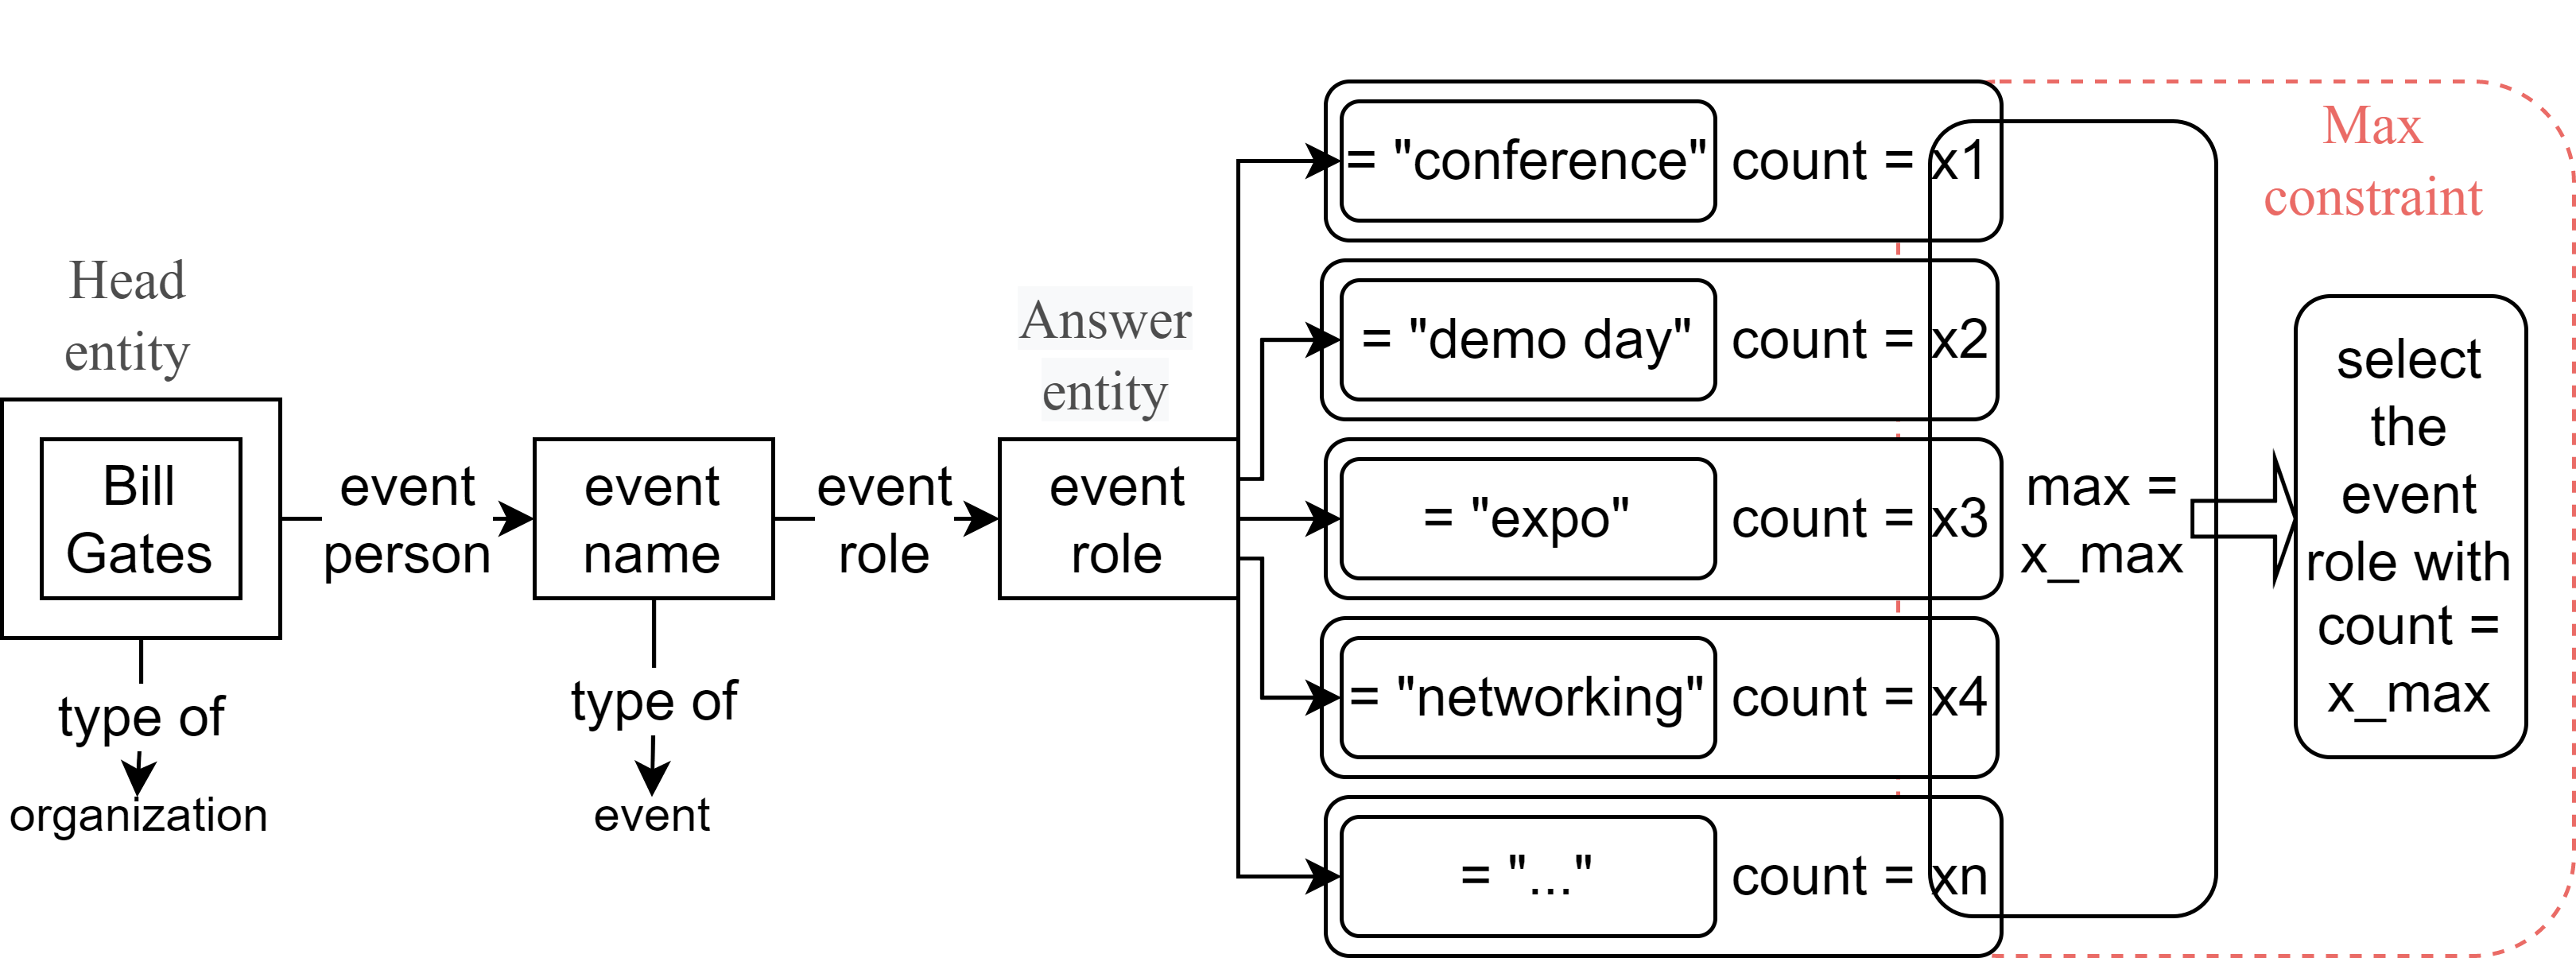 Head
entity
Bill
Gates
type of
organization
event
person
event
name
type of
event
event
role
Answer
entity
event
role
= "conference" count = x1
= "demo day" count = x2
= "expo" count = x3
= "networking" count = x4
= "..." count = xn
max =
x_max
Max
constraint
select
the
event
role with
count =
x_max